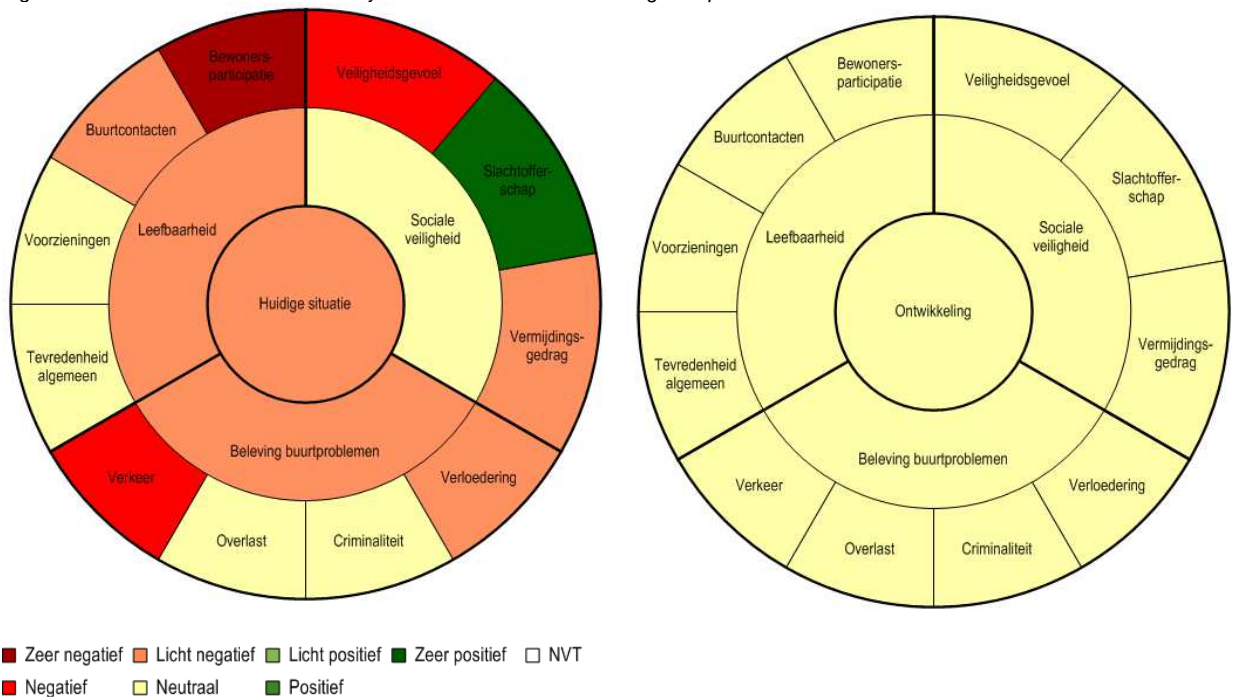 Bewoners-
participatie
Veiligheidsgevoel
Buurtcontacten
Slachtoffer-
schap
Voorzieningen
Leefbaarheid
Sociale
veiligheid
Huidige situatie
Tevredenheid
algemeen
Vermijdings-
gedrag
Verkeer
Beleving buurtproblemen
Verloedering
Overlast
Criminaliteit
Bewoners-
participatie
Veiligheidsgevoel
Buurtcontacten
Slachtoffer-
schap
Voorzieningen
Leefbaarheid
Sociale
veiligheid
Ontwikkeling
Tevredenheid
algemeen
Vermijdings-
gedrag
Verkeer
Beleving buurtproblemen
Verloedering
Overlast
Criminaliteit
Zeer negatief Licht negatief Licht positief Zeer positief NVT
Negatief Neutraal Positief